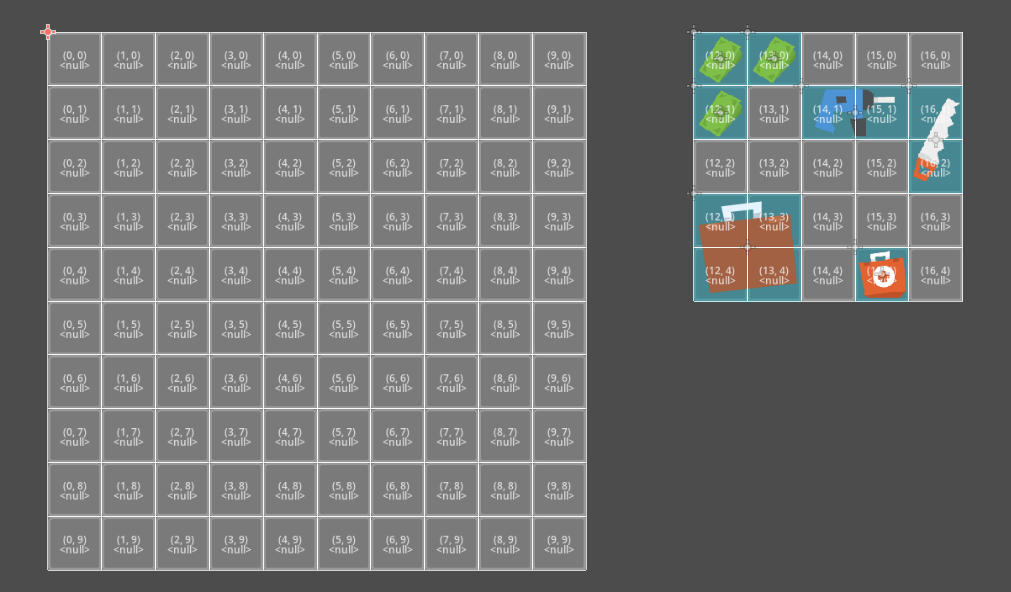 (0, 0) (1, 0) (2, 0) (3, 0) (4, 0) (5, 0) (6, 0) (7, 0) (8, 0) (9, 0)
<null> <null> <null> <null> <null> <null> <null> <null> <null> <null>
(0, 1) (1, 1) (2, 1) (3, 1) (4, 1) (5, 1) (6, 1) (7, 1) (8, 1) (9, 1)
<null> <null> <null> <null> <null> <null> <null> <null> <null> <null>
(0, 2) (1, 2) (2, 2) (3, 2) (4, 2) (5, 2) (6, 2) (7, 2) (8, 2) (9, 2)
<null> <null> <null> <null> <null> <null> <null> <null> <null> <null>
(0, 3) (1, 3) (2, 3) (3, 3) (4, 3) (5, 3) (6, 3) (7, 3) (8, 3) (9, 3)
<null> <null> <null> <null> <null> <null> <null> <null> <null> <null>
(0, 4) (1, 4) (2, 4) (3, 4) (4, 4) (5, 4) (6, 4) (7, 4) (8, 4) (9, 4)
<null> <null> <null> <null> <null> <null> <null> <null> <null> <null>
(0, 5) (1, 5) (2, 5) (3, 5) (4, 5) (5, 5) (6, 5) (7, 5) (8, 5) (9, 5)
<null> <null> <null> <null> <null> <null> <null> <null> <null> <null>
(0, 6) (1, 6) (2, 6) (3, 6) (4, 6) (5, 6) (6, 6) (7, 6) (8, 6) (9, 6)
<null> <null> <null> <null> <null> <null> <null> <null> <null> <null>
(0, 7) (1, 7) (2, 7) (3, 7) (4, 7) (5, 7) (6, 7) (7, 7) (8, 7) (9, 7)
<null> <null> <null> <null> <null> <null> <null> <null> <null> <null>
(0, 8) (1, 8) (2, 8) (3, 8) (4, 8) (5, 8) (6, 8) (7, 8) (8, 8) (9, 8)
<null> <null> <null> <null> <null> <null> <null> <null> <null> <null>
(0, 9) (1, 9) (2, 9) (3, 9) (4, 9) (5, 9) (6, 9) (7, 9) (8, 9) (9, 9)
<null> <null> <null> <null> <null> <null> <null> <null> <null> <null>
(12, 0) (13, 0) (14, 0) (15, 0) (16, 0)
<null> <null> <null> <null> <null>
(12, 1) (13, 1) (14, 1) (15, 1) (16,
<null> <null> <null> <null>
(12, 2) (13, 2) (14, 2) (15, 2)
<null> <null> <null> <null> <null>
(12, (13, 3) (14, 3) (15, 3) (16, 3)
<null> <null> <null> <null> <null>
(12, 4) (13, 4) (14, 4) (16, 4)
<null> <null> <null> <null>